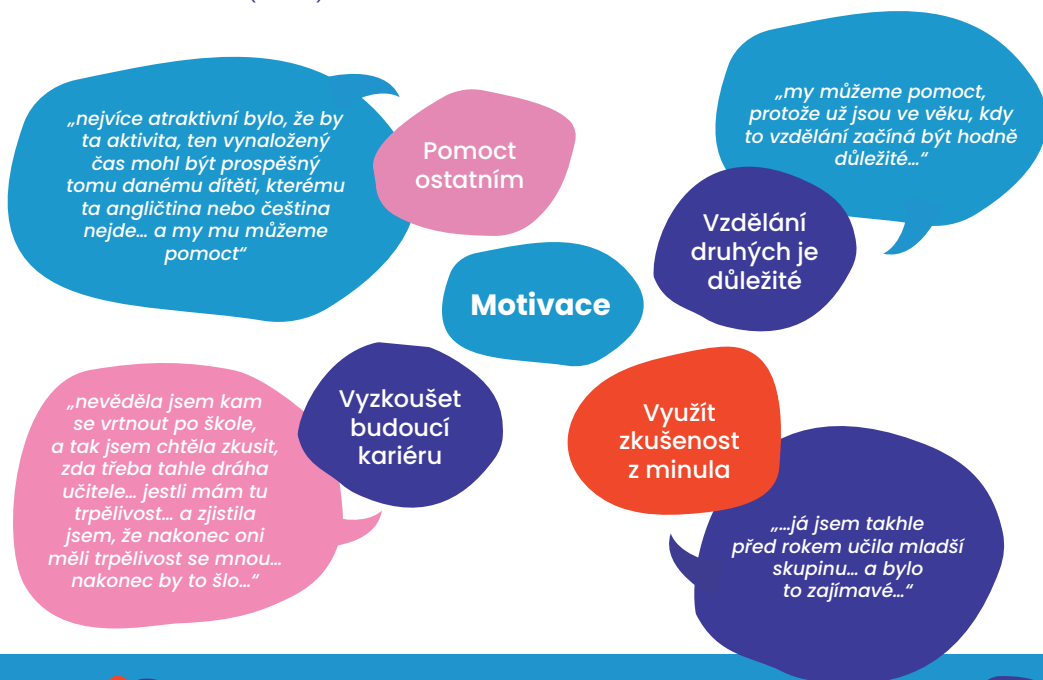 „nejvíce atraktivní bylo, že by
ta aktivita, ten vynaložený
čas mohl být prospěšný
tomu danému dítěti, kterému
ta angličtina nebo čeština
nejde… a my mu můžeme
pomoct“
Pomoct
ostatním
„my můžeme pomoct,
protože už jsou ve věku, kdy
to vzdělání začíná být hodně
důležité…“
Vzdělání
druhých je
důležité
Motivace
„nevěděla jsem kam
se vrtnout po škole,
a tak jsem chtěla zkusit,
zda třeba tahle dráha
učitele… jestli mám tu
trpělivost… a zjistila
jsem, že nakonec oni
měli trpělivost se mnou…
nakonec by to šlo…“
Vyzkoušet
budoucí
kariéru
Využít
zkušenost
z minula
„…já jsem takhle
před rokem učila mladší
skupinu… a bylo
to zajímavé…“